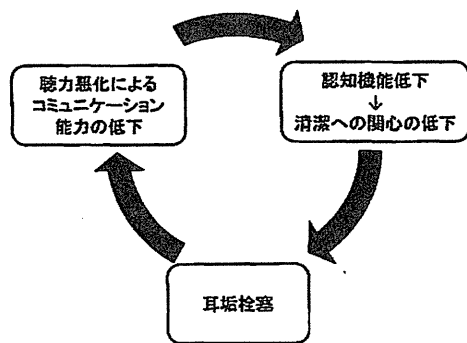 聴力悪化による
コミュニケーション
能力の低下
認知機能低下
↓
清潔への関心の低下
耳垢栓塞